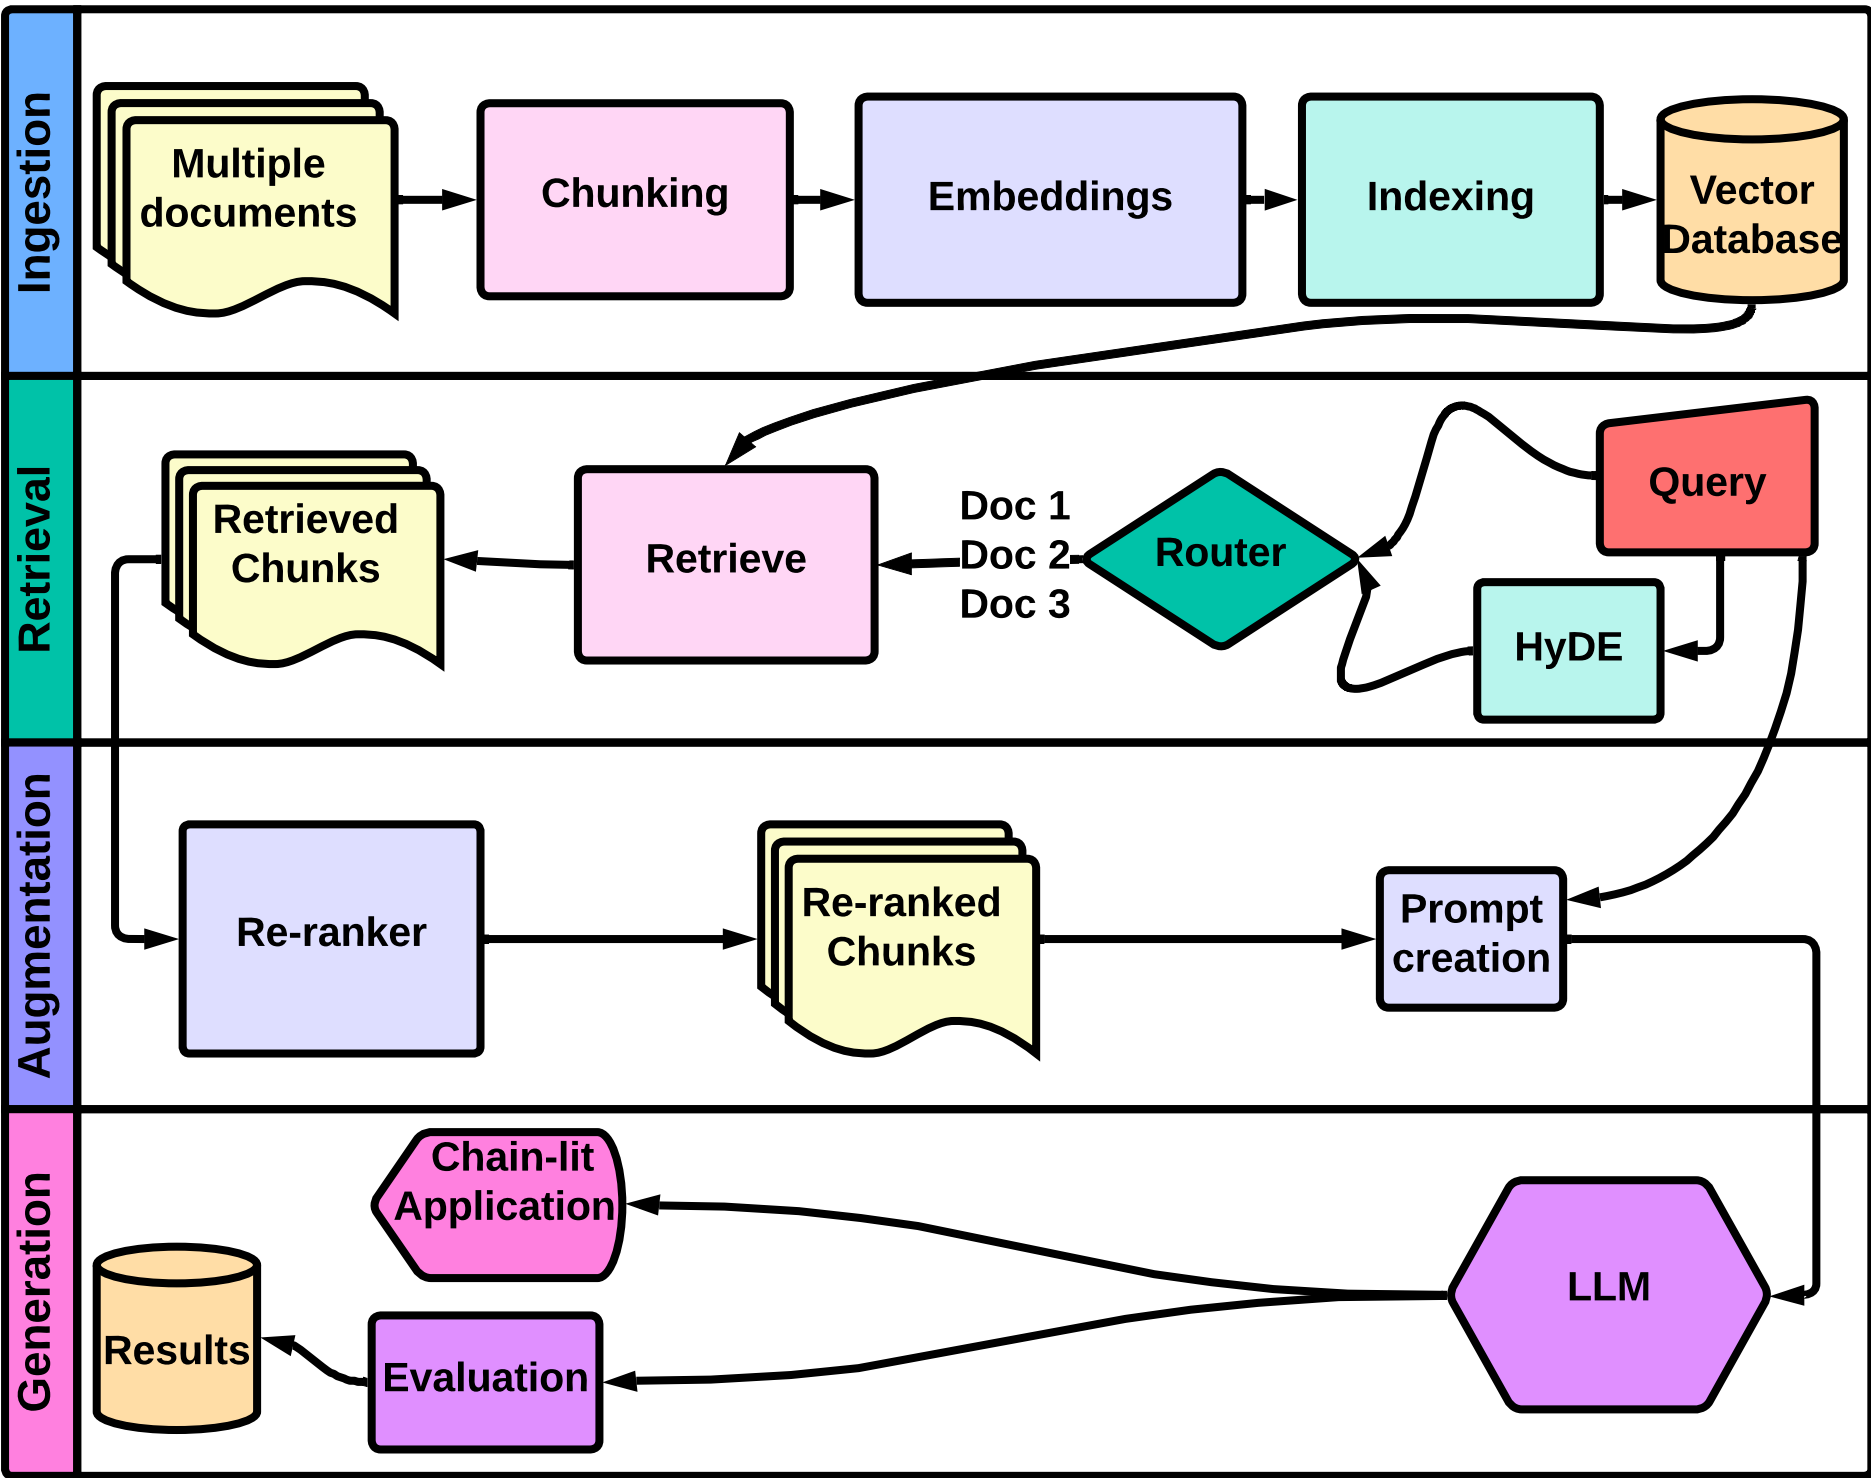 Ingestion
Multiple
documents
Chunking
Embeddings
Indexing
Vector
Database
Retrieval
Retrieved
Chunks
Retrieve
Doc 1
Doc 2
Doc 3
Router
Query
HyDE
Augmentation
Re-ranker
Re-ranked
Chunks
Prompt
creation
Generation
Chain-lit
Application
LLM
Results
Evaluation